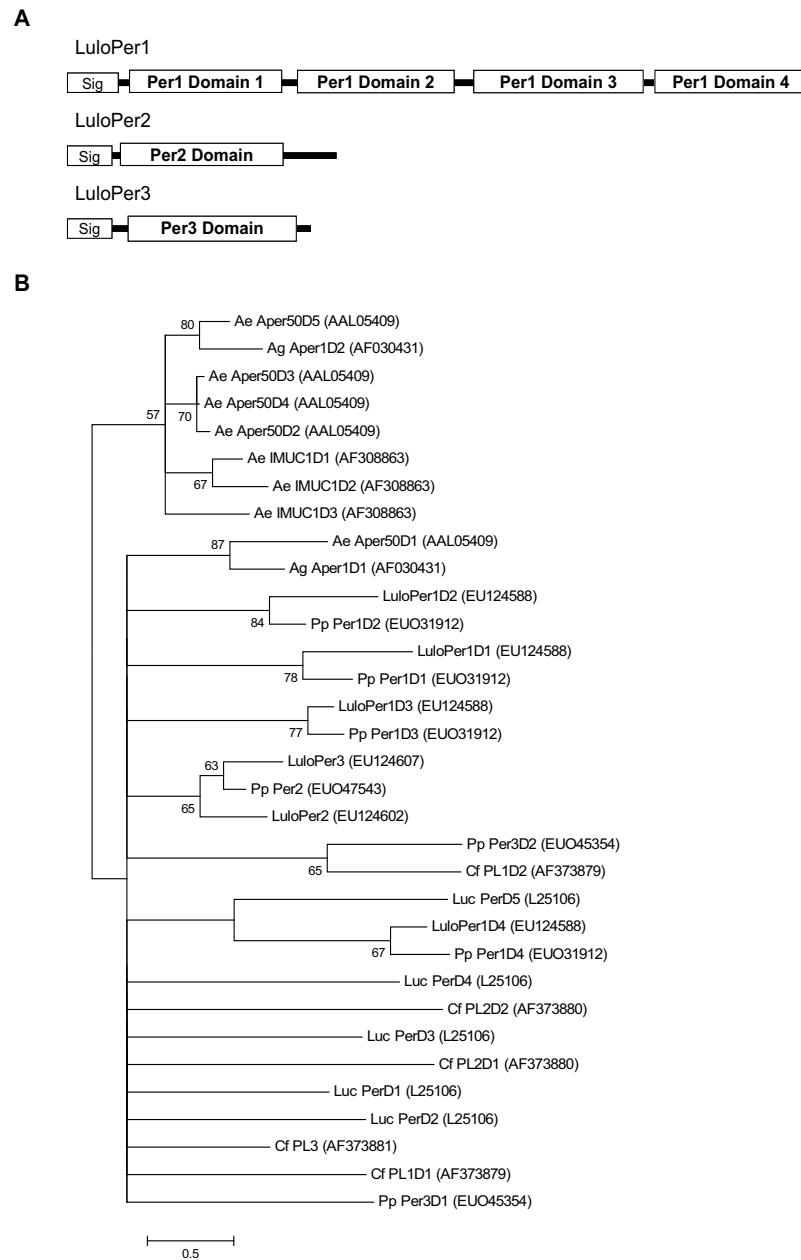 A
LuloPer1
Sig Per1 Domain 1 Per1 Domain 2 Per1 Domain 3 Per1 Domain 4
LuloPer2
Sig Per2 Domain
LuloPer3
Sig Per3 Domain
B
80
Ae Aper50D5 (AAL05409)
Ag Aper1D2 (AF030431)
Ae Aper50D3 (AAL05409)
57 70 Ae Aper50D4 (AAL05409)
Ae Aper50D2 (AAL05409)
Ae IMUC1D1 (AF308863)
67 Ae IMUC1D2 (AF308863)
Ae IMUC1D3 (AF308863)
87 Ae Aper50D1 (AAL05409)
Ag Aper1D1 (AF030431)
LuloPer1D2 (EU124588)
84 Pp Per1D2 (EUO31912)
LuloPer1D1 (EU124588)
78 Pp Per1D1 (EUO31912)
LuloPer1D3 (EU124588)
77 Pp Per1D3 (EUO31912)
63 LuloPer3 (EU124607)
Pp Per2 (EUO47543)
65 LuloPer2 (EU124602)
Pp Per3D2 (EUO45354)
65 Cf PL1D2 (AF373879)
Luc PerD5 (L25106)
LuloPer1D4 (EU124588)
67 Pp Per1D4 (EUO31912)
Luc PerD4 (L25106)
Cf PL2D2 (AF373880)
Luc PerD3 (L25106)
Cf PL2D1 (AF373880)
Luc PerD1 (L25106)
Luc PerD2 (L25106)
Cf PL3 (AF373881)
Cf PL1D1 (AF373879)
Pp Per3D1 (EUO45354)
0.5